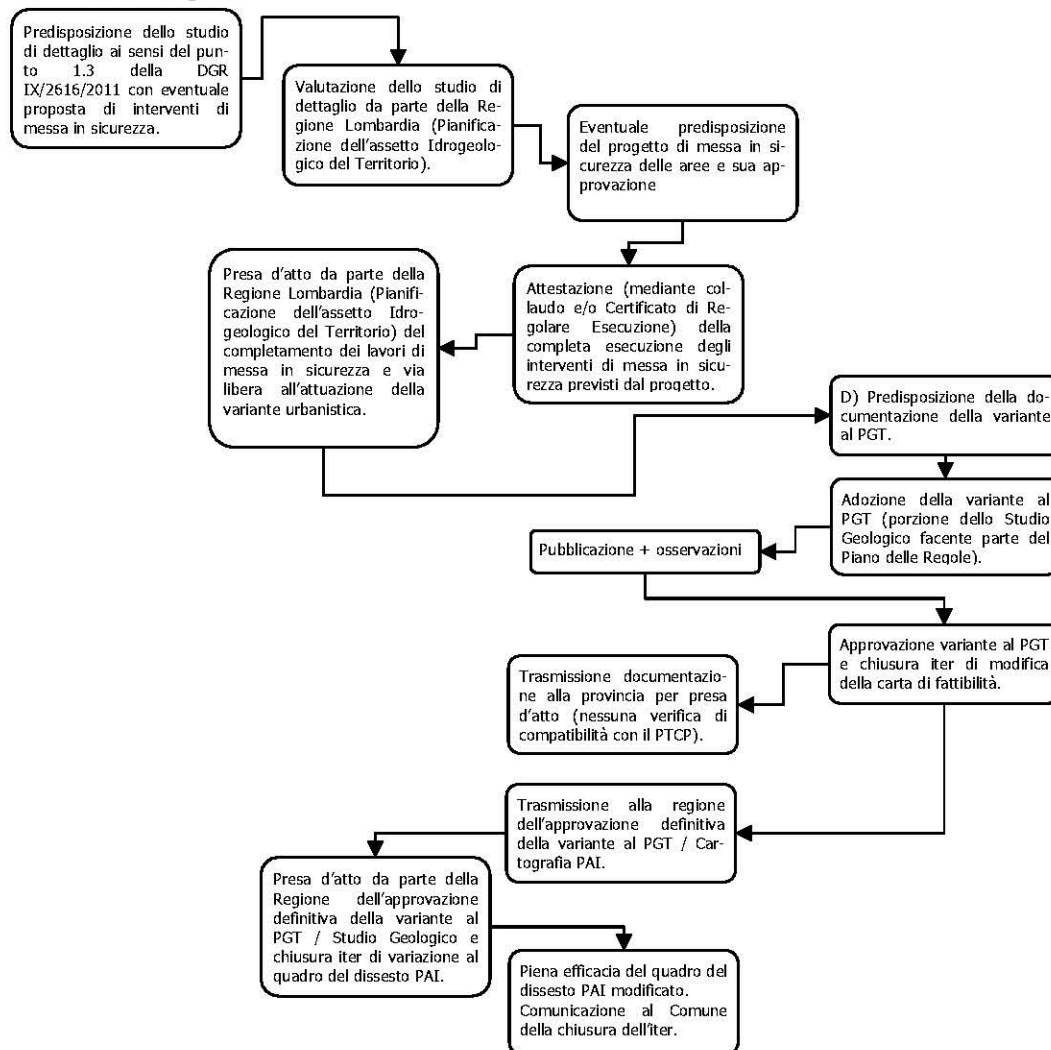 Predisposizione dello studio
di dettaglio ai sensi del pun-
to 1.3 della DGR
IX/2616/2011 con eventuale
proposta di interventi di
messa in sicurezza.
Valutazione dello studio di
dettaglio da parte della Re-
gione Lombardia (Pianifica-
zione dell'assetto Idrogeolo-
gico del Territorio).
Eventuale predisposizione
del progetto di messa in si-
curezza delle aree e sua ap-
provazione
Attestazione (mediante col-
laudo e/o Certificato di Re-
golare Esecuzione) della
completa esecuzione degli
interventi di messa in sicu-
rezza previsti dal progetto.
Presa d'atto da parte della
Regione Lombardia (Pianifi-
cazione dell'assetto Idro-
geologico del Territorio) del
completamento dei lavori di
messa in sicurezza e via
libera all'attuazione della
variante urbanistica.
D) Predisposizione della do-
cumentazione della variante
al PGT.
Adozione della variante al
PGT (porzione dello Studio
Geologico facente parte del
Piano delle Regole).
Pubblicazione + osservazioni
Approvazione variante al PGT
e chiusura iter di modifica
della carta di fattibilità.
Trasmissione documentazio-
ne alla provincia per presa
d'atto (nessuna verifica di
compatibilità con il PTCP).
Trasmissione alla regione
dell'approvazione definitiva
della variante al PGT / Car-
tografia PAI.
Presa d'atto da parte della
Regione dell'approvazione
definitiva della variante al
PGT / Studio Geologico e
chiusura iter di variazione al
quadro del dissesto PAI.
Piena efficacia del quadro del
dissesto PAI modificato.
Comunicazione al Comune
della chiusura dell'iter.